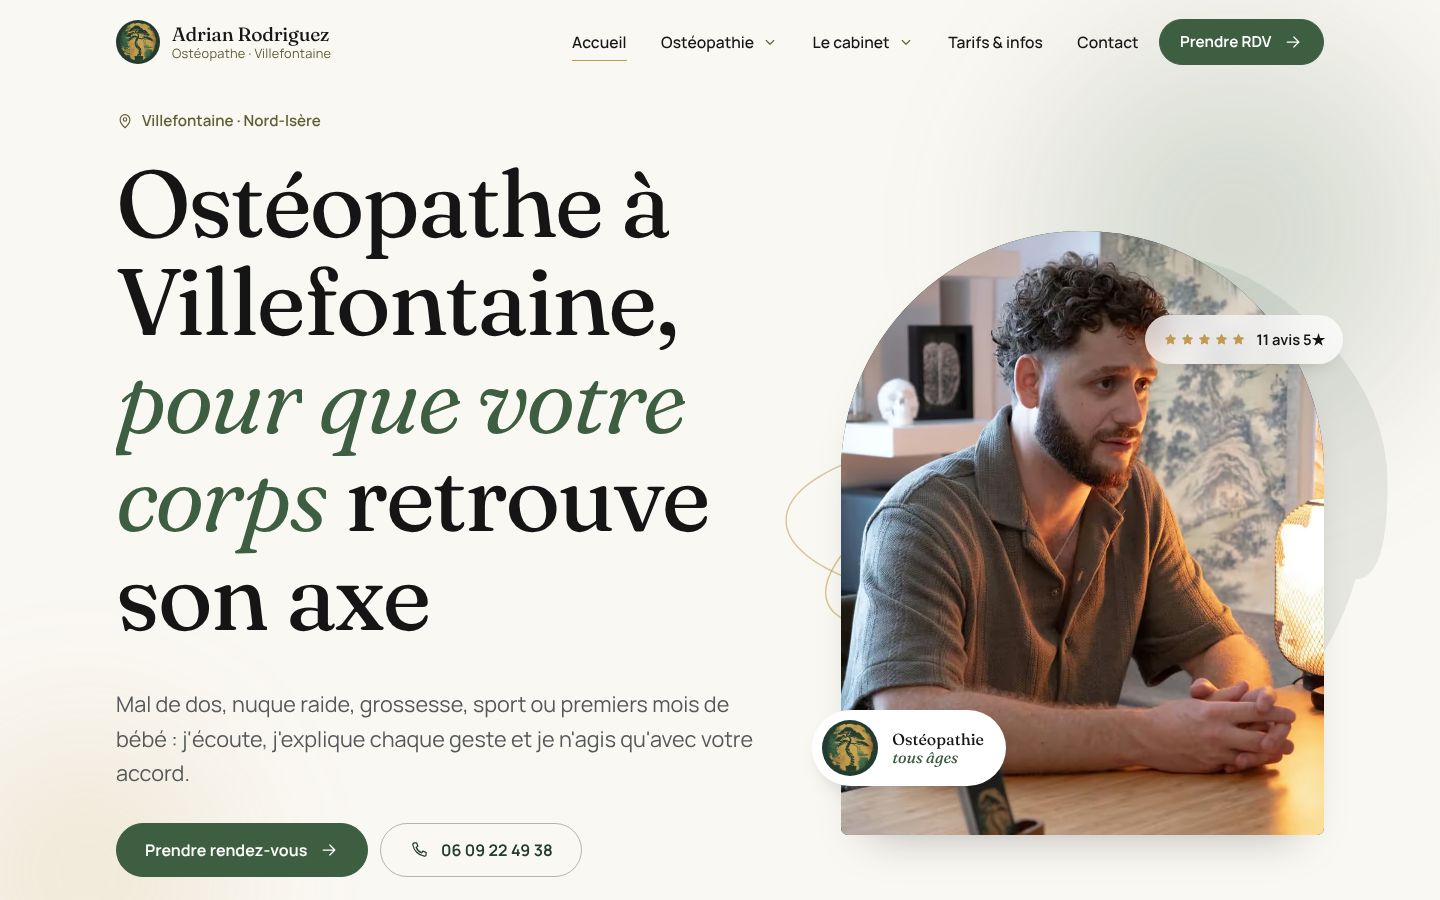 Adrian Rodriguez
Ostéopathe · Villefontaine
Accueil
Ostéopathie
Le cabinet
Tarifs & infos
Contact
Prendre RDV
Villefontaine · Nord-Isère
Ostéopathe à
Villefontaine,
pour que votre
corps retrouve
son axe
Mal de dos, nuque raide, grossesse, sport ou premiers mois de
bébé : j'écoute, j'explique chaque geste et je n'agis qu'avec votre
accord.
Prendre rendez-vous
06 09 22 49 38
11 avis 5★
Ostéopathie
tous âges